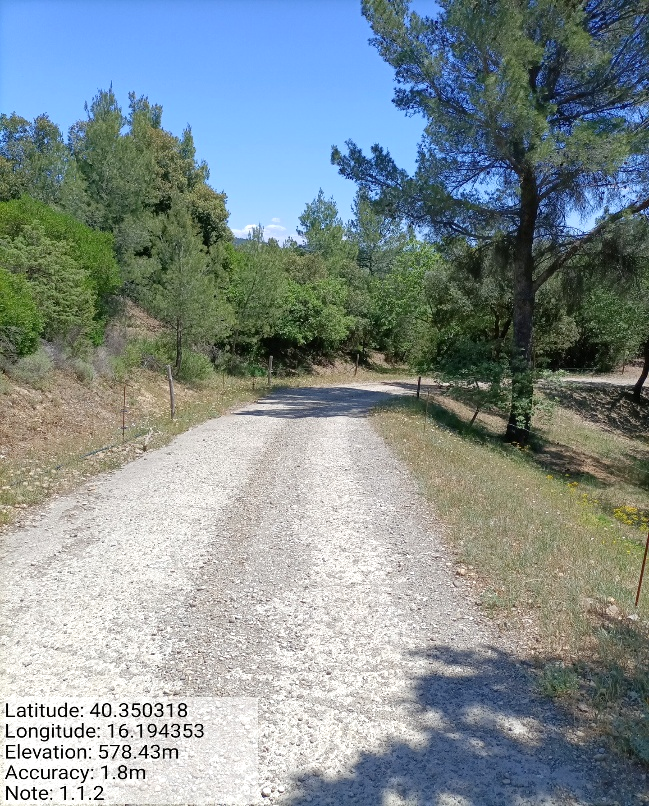 Latitude: 40.350318
Longitude: 16.194353
Elevation: 578.43m
Accuracy: 1.8m
Note: 1.1.2